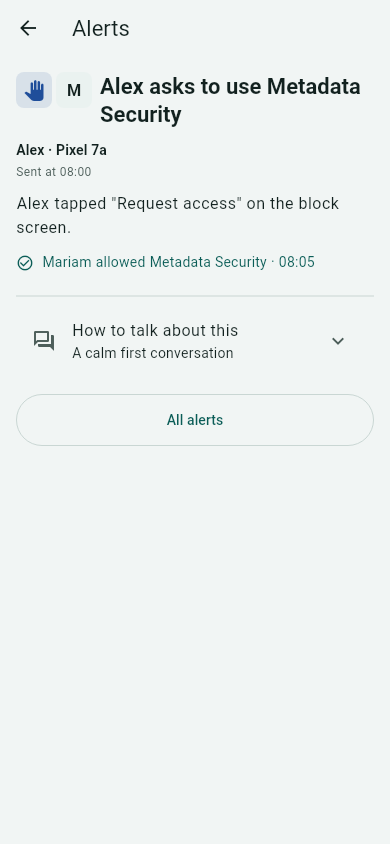 Alerts
M
Alex asks to use Metadata
Security
Alex · Pixel 7a
Sent at 08:00
Alex tapped "Request access" on the block
screen.
Mariam allowed Metadata Security · 08:05
How to talk about this
A calm first conversation
All alerts